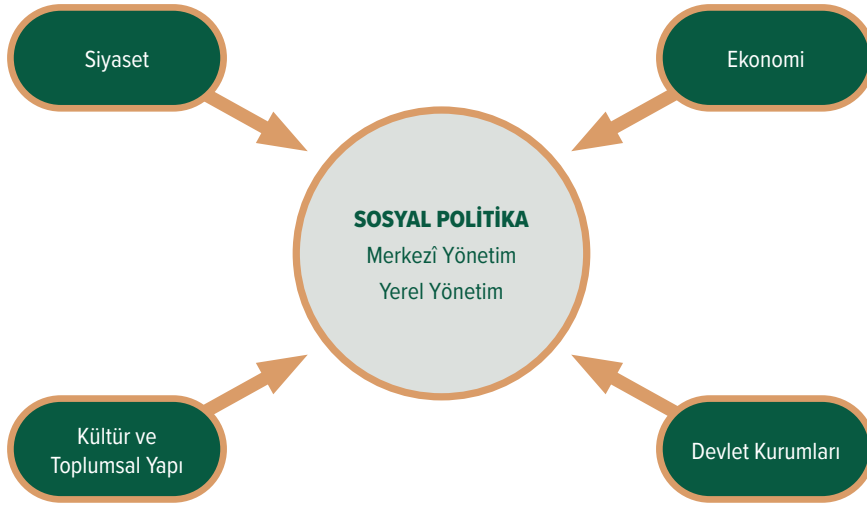 Siyaset
Ekonomi
SOSYAL POLİTİKA
Merkezî Yönetim
Yerel Yönetim
Kültür ve
Toplumsal Yapı
Devlet Kurumları